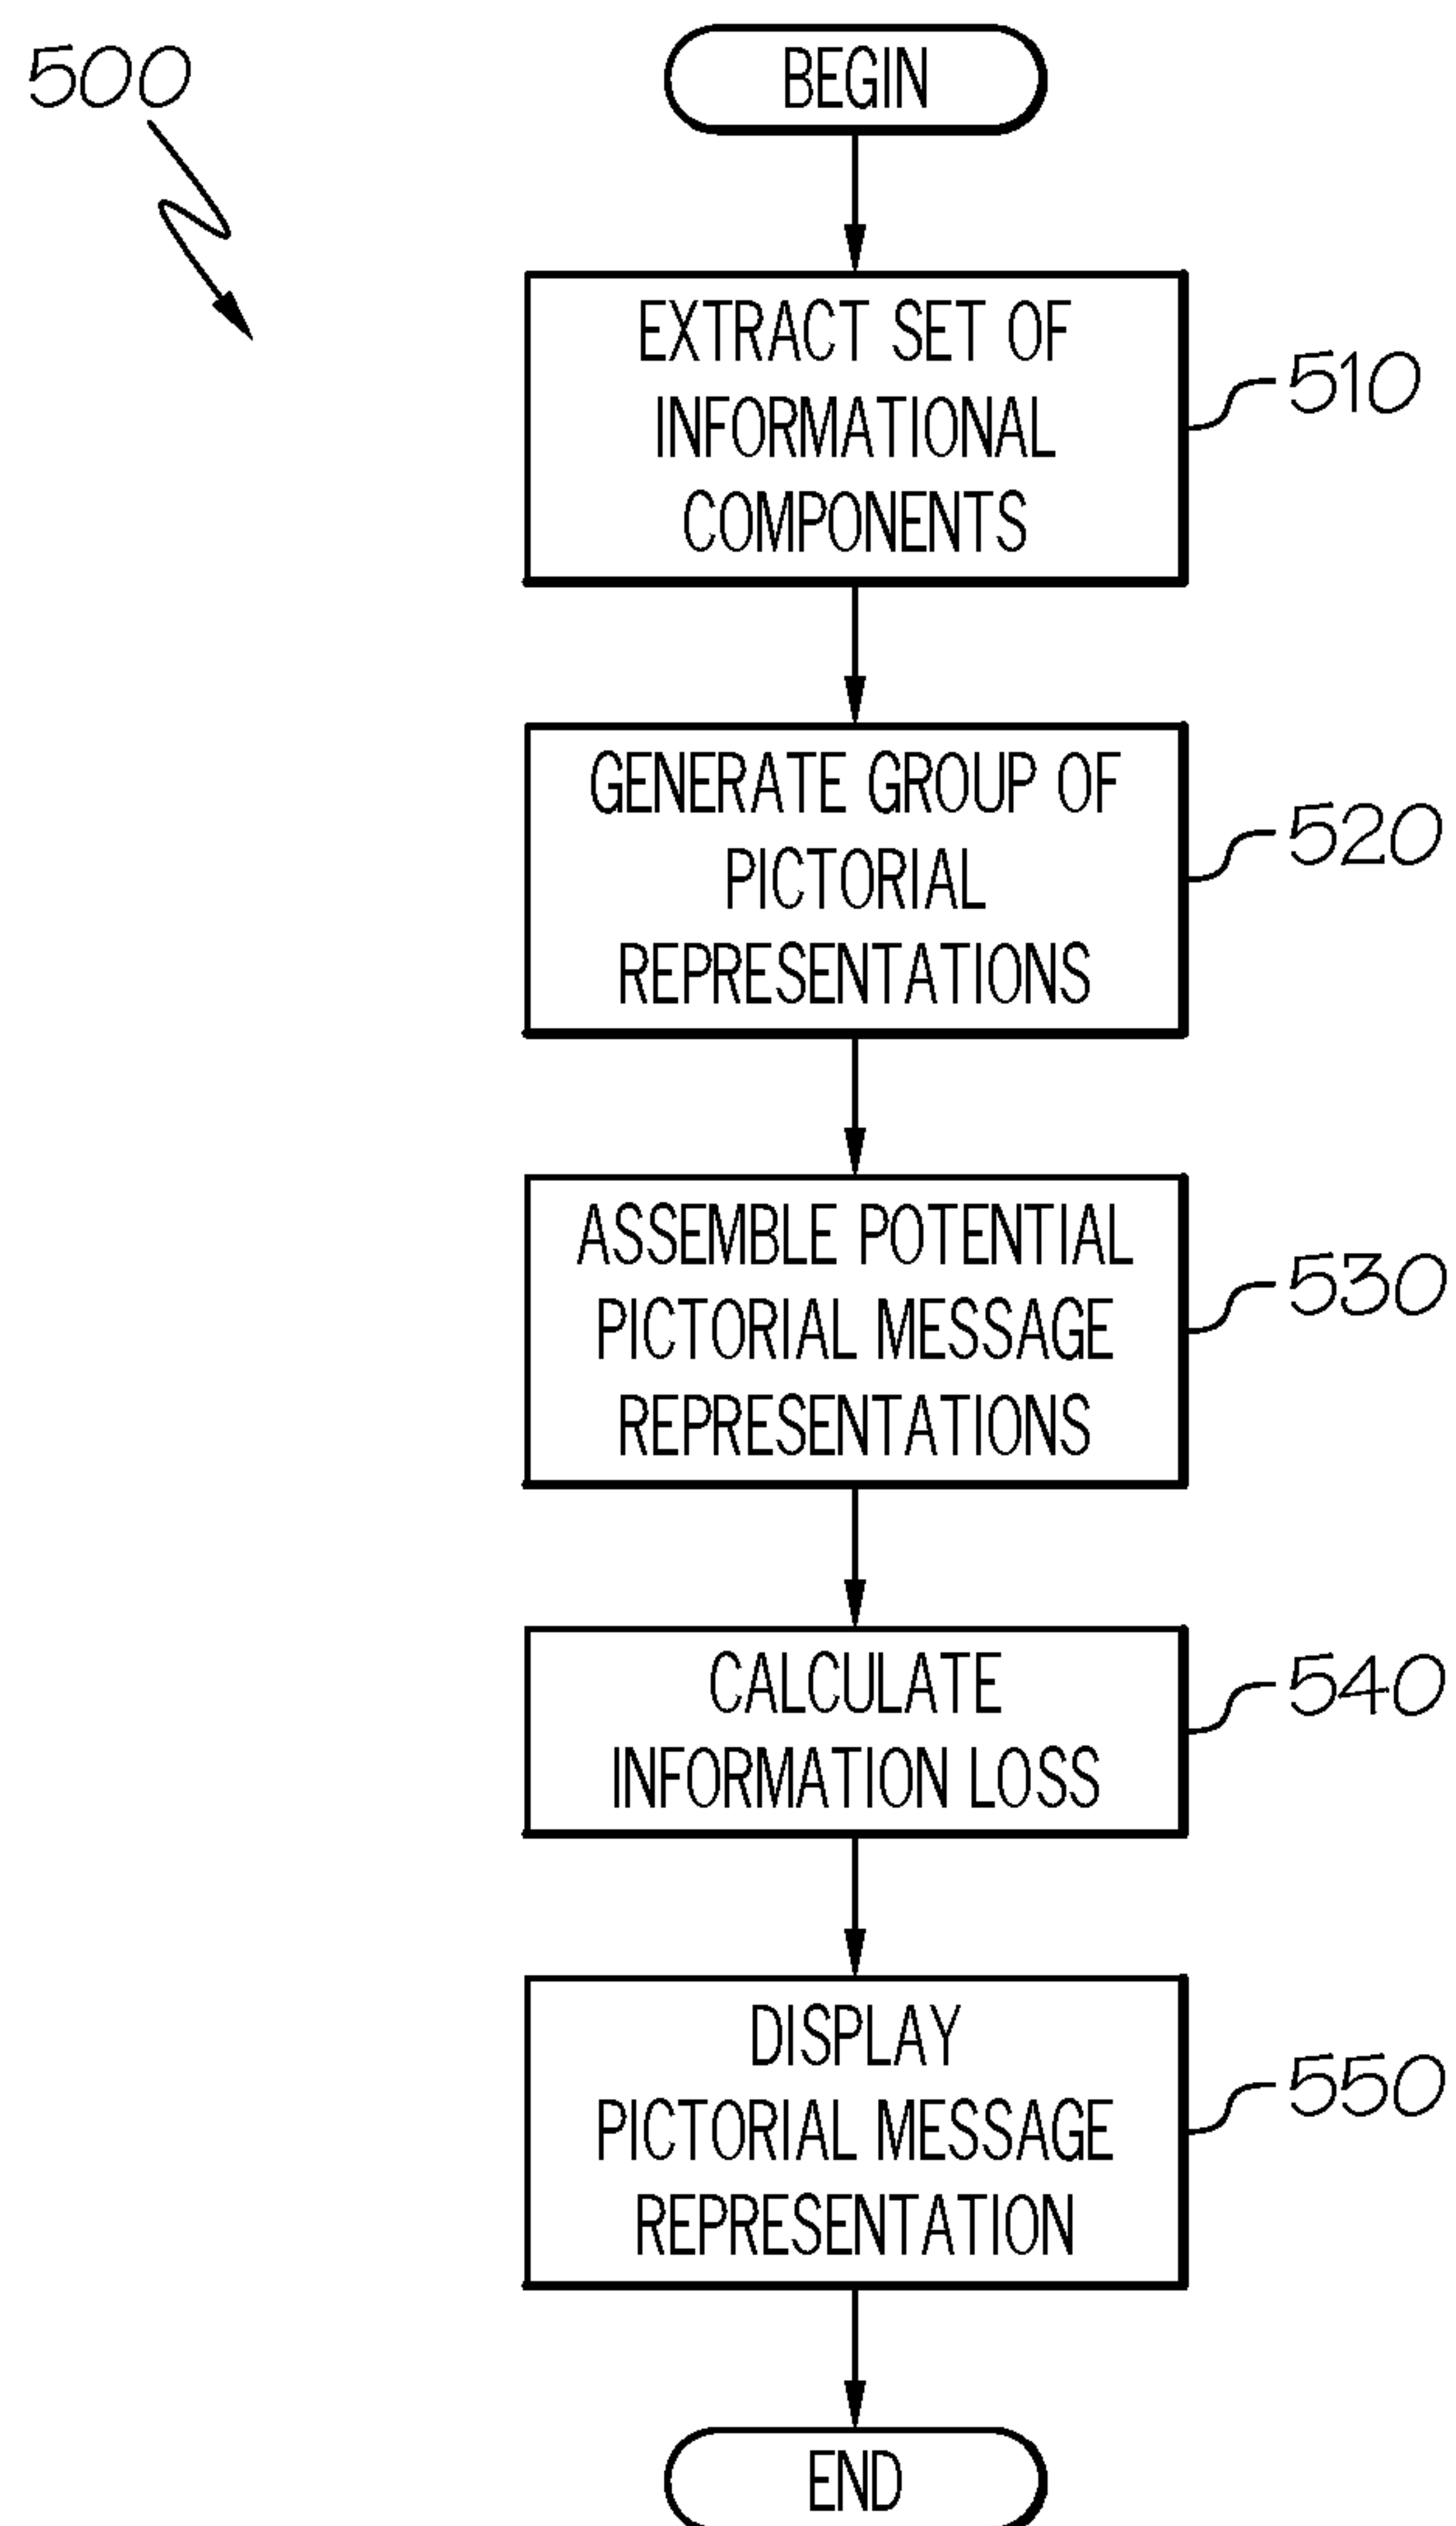 500
BEGIN
EXTRACT SET OF
INFORMATIONAL
COMPONENTS
510
GENERATE GROUP OF
PICTORIAL
REPRESENTATIONS
520
ASSEMBLE POTENTIAL
PICTORIAL MESSAGE
REPRESENTATIONS
530
CALCULATE
INFORMATION LOSS
540
DISPLAY
PICTORIAL MESSAGE
REPRESENTATION
550
END